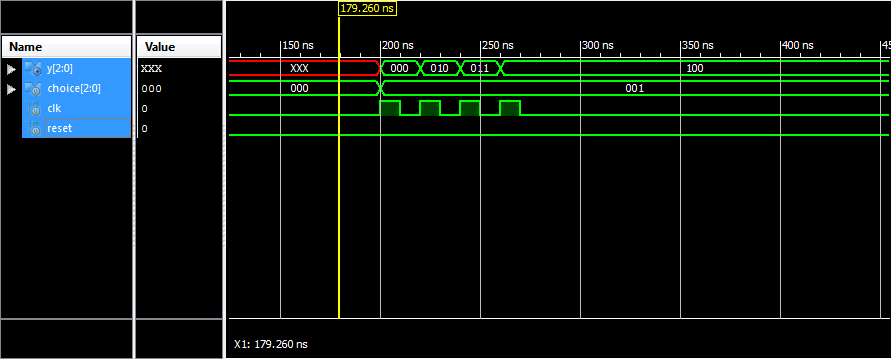 179.260 ns
Name Value
150 ns 200 ns 250 ns 300 ns 350 ns 400 ns 45
y[2:0] XXX XXX 000 010 011 100
choice[2:0] 000 000 001
clk 0
reset 0
X1: 179.260 ns